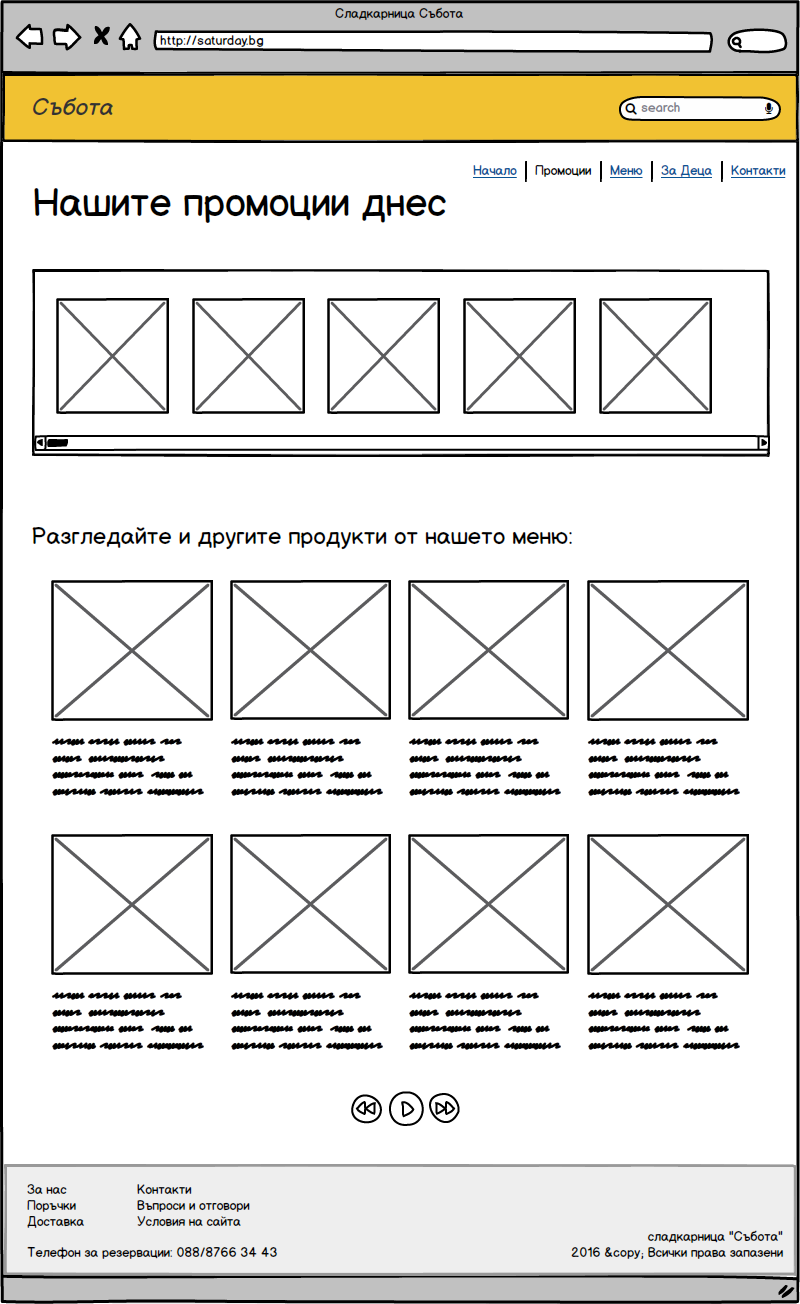 Сладкарница Събота
http://saturday.bg
Събота
search
Начало | Промоции | Меню | За Деца | Контакти
Нашите промоции днес
Разгледайте и другите продукти от нашето меню:
За нас
Поръчки
Доставка
Контакти
Въпроси и отговори
Условия на сайта
Телефон за резервации: 088/8766 34 43
сладкарница "Събота"
2016 &copy; Всички права запазени